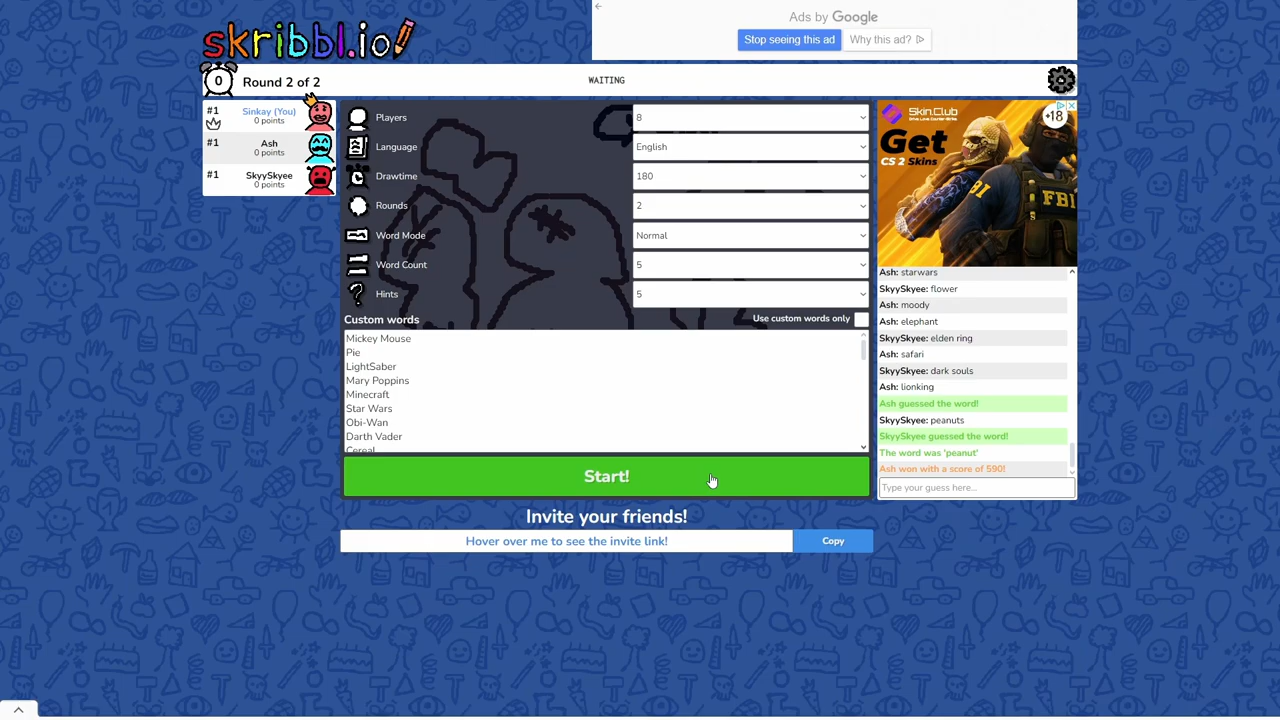 skribbl.io
Ads by Google
Stop seeing this ad
Why this ad?
0
Round 2 of 2
WAITING
#1
Sinkay (You)
0 points
#1
Ash
0 points
#1
SkyySkyee
0 points
Players
8
Language
English
Drawtime
180
Rounds
2
Word Mode
Normal
Word Count
5
Hints
5
Custom words
Use custom words only
Mickey Mouse
Pie
LightSaber
Mary Poppins
Minecraft
Star Wars
Obi-Wan
Darth Vader
Cereal
Start!
Invite your friends!
Hover over me to see the invite link!
Copy
Skin.Club
+18
Get
CS 2 Skins
FBI
Ash: starwars
SkyySkyee: flower
Ash: moody
Ash: elephant
SkyySkyee: elden ring
Ash: safari
SkyySkyee: dark souls
Ash: lionking
Ash guessed the word!
SkyySkyee: peanuts
SkyySkyee guessed the word!
The word was 'peanut'
Ash won with a score of 590!
Type your guess here...